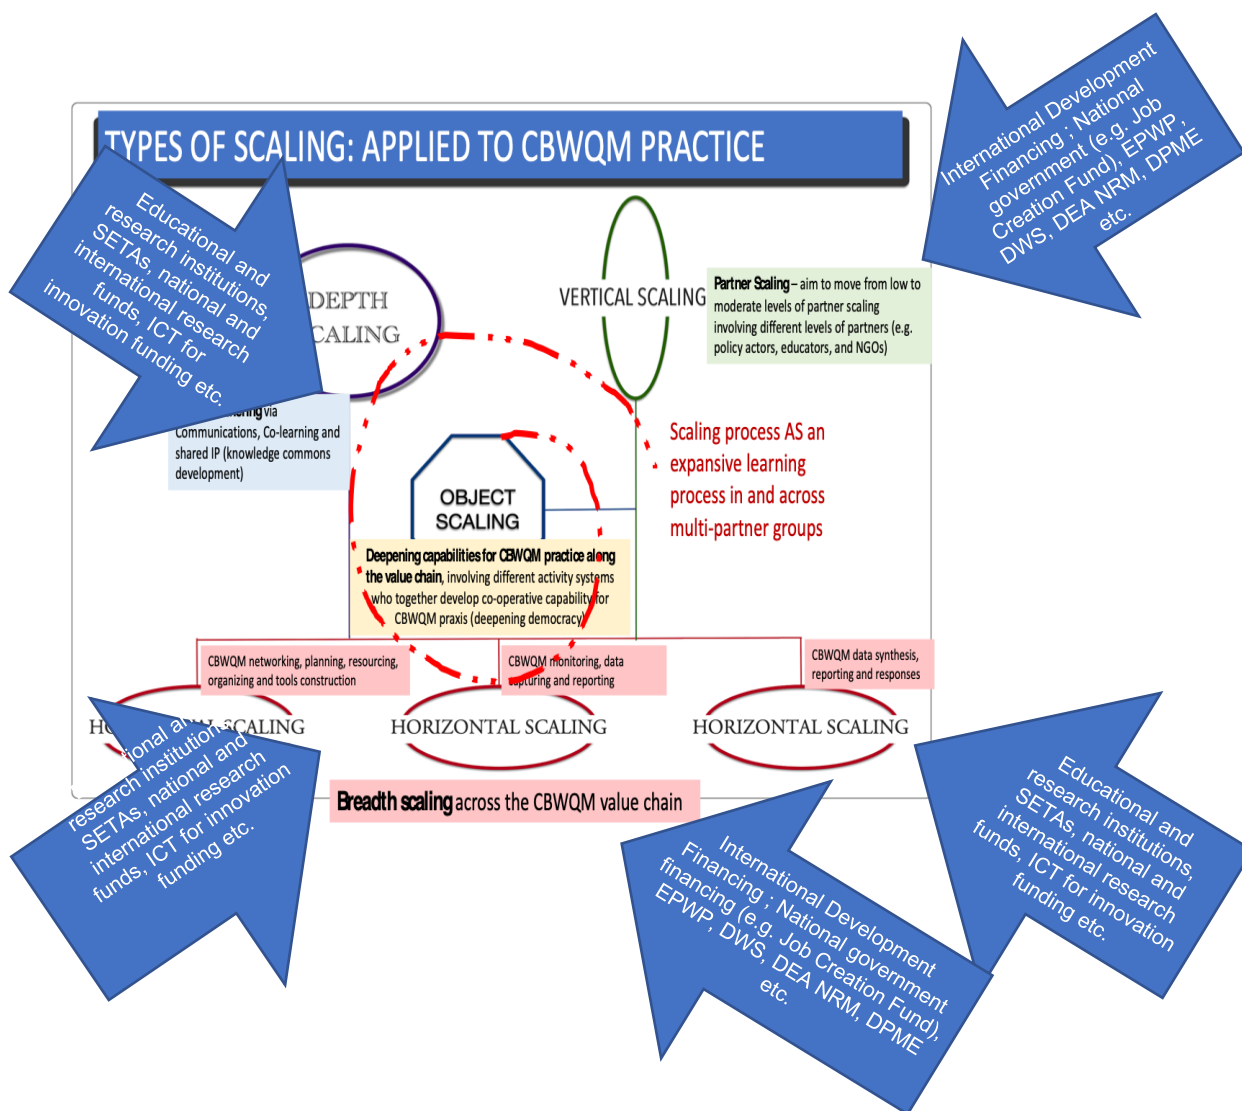 TYPES OF SCALING: APPLIED TO CBWQM PRACTICE
International Development
Financing ; National
government (e.g. Job
Creation Fund), EPWP,
DWS, DEA NRM, DPME
etc.
Educational and
research institutions,
SETAs, national and
international research
funds, ICT for
innovation funding etc.
DEPTH
CALING
VERTICAL SCALING
Partner Scaling – aim to move from low to
moderate levels of partner scaling
involving different levels of partners (e.g.
policy actors, educators, and NGOs)
via
Communications, Co-learning and
shared IP (knowledge commons
development)
Scaling process AS an
expansive learning
process in and across
multi-partner groups
OBJECT
SCALING
Deepening capabilities for CBWQM practice along
the value chain, involving different activity systems
who together develop co-operative capability for
CBWQM praxis (deepening democracy)
CBWQM networking, planning, resourcing,
organizing and tools construction
CBWQM monitoring, data
capturing and reporting
CBWQM data synthesis,
reporting and responses
SCALING
HORIZONTAL SCALING
HORIZONTAL SCALING
Breadth scaling across the CBWQM value chain
research institution
SETAs, national and
international research
funds, ICT for innovation
funding etc.
International Development
Financing ; National government
financing (e.g. Job Creation Fund),
EPWP, DWS, DEA NRM, DPME
etc.
Educational and
research institutions,
SETAs, national and
international research
funds, ICT for innovation
funding etc.